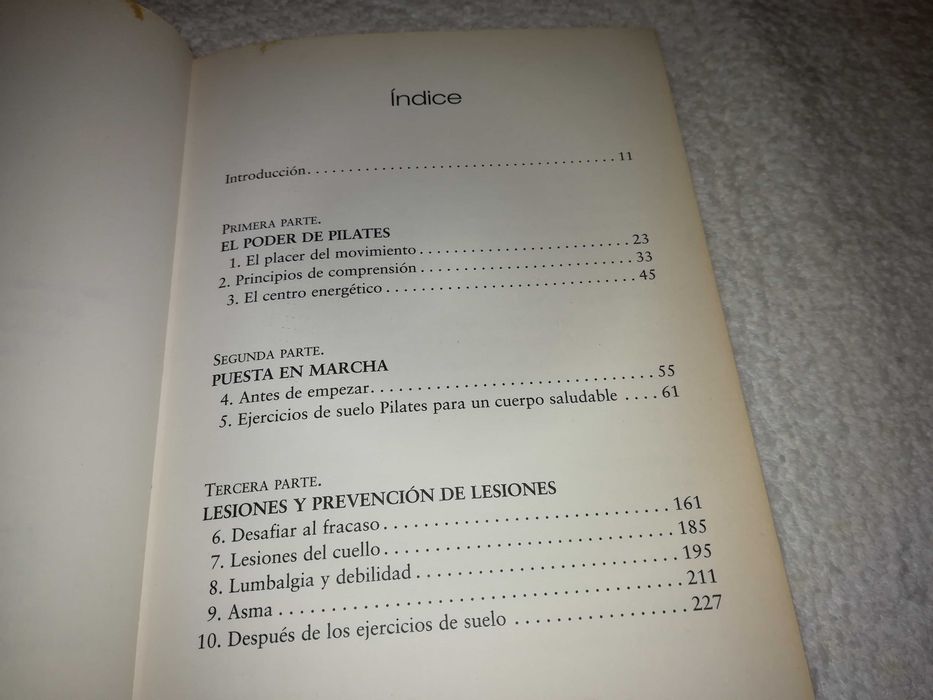 Índice
Introducción. . . . . . . . . . . . . . . . . . . . . . . . . . . . . . . . . . . . . 11
PRIMERA PARTE.
EL PODER DE PILATES
1. El placer del movimiento . . . . . . . . . . . . . . . . . . . . . 23
2. Principios de comprensión . . . . . . . . . . . . . . . . . . . . 33
3. El centro energético . . . . . . . . . . . . . . . . . . . . . . . . . 45
SEGUNDA PARTE.
PUESTA EN MARCHA
4. Antes de empezar. . . . . . . . . . . . . . . . . . . . . . . . . . . 55
5. Ejercicios de suelo Pilates para un cuerpo saludable . . . . 61
TERCERA PARTE.
LESIONES Y PREVENCIÓN DE LESIONES
6. Desafiar al fracaso . . . . . . . . . . . . . . . . . . . . . . . . . . 161
7. Lesiones del cuello . . . . . . . . . . . . . . . . . . . . . . . . . . 185
8. Lumbalgia y debilidad . . . . . . . . . . . . . . . . . . . . . . . 195
9. Asma . . . . . . . . . . . . . . . . . . . . . . . . . . . . . . . . . . . 211
10. Después de los ejercicios de suelo . . . . . . . . . . . . . . . 227